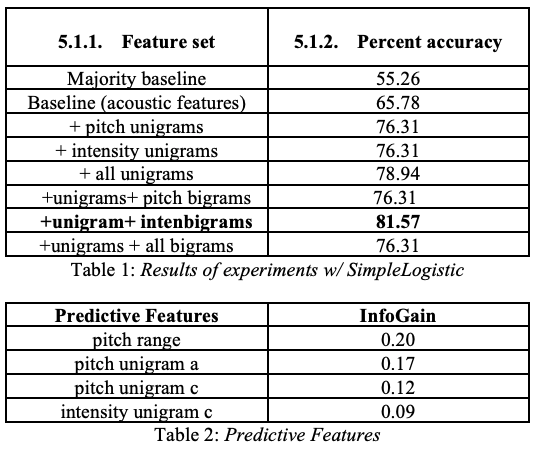 5.1.1. Feature set 5.1.2. Percent accuracy
Majority baseline 55.26
Baseline (acoustic features) 65.78
+ pitch unigrams 76.31
+ intensity unigrams 76.31
+ all unigrams 78.94
+unigrams+ pitch bigrams 76.31
+unigram+ intenbigrams 81.57
+unigrams + all bigrams 76.31
Table 1: Results of experiments w/ SimpleLogistic
Predictive Features InfoGain
pitch range 0.20
pitch unigram a 0.17
pitch unigram c 0.12
intensity unigram c 0.09
Table 2: Predictive Features